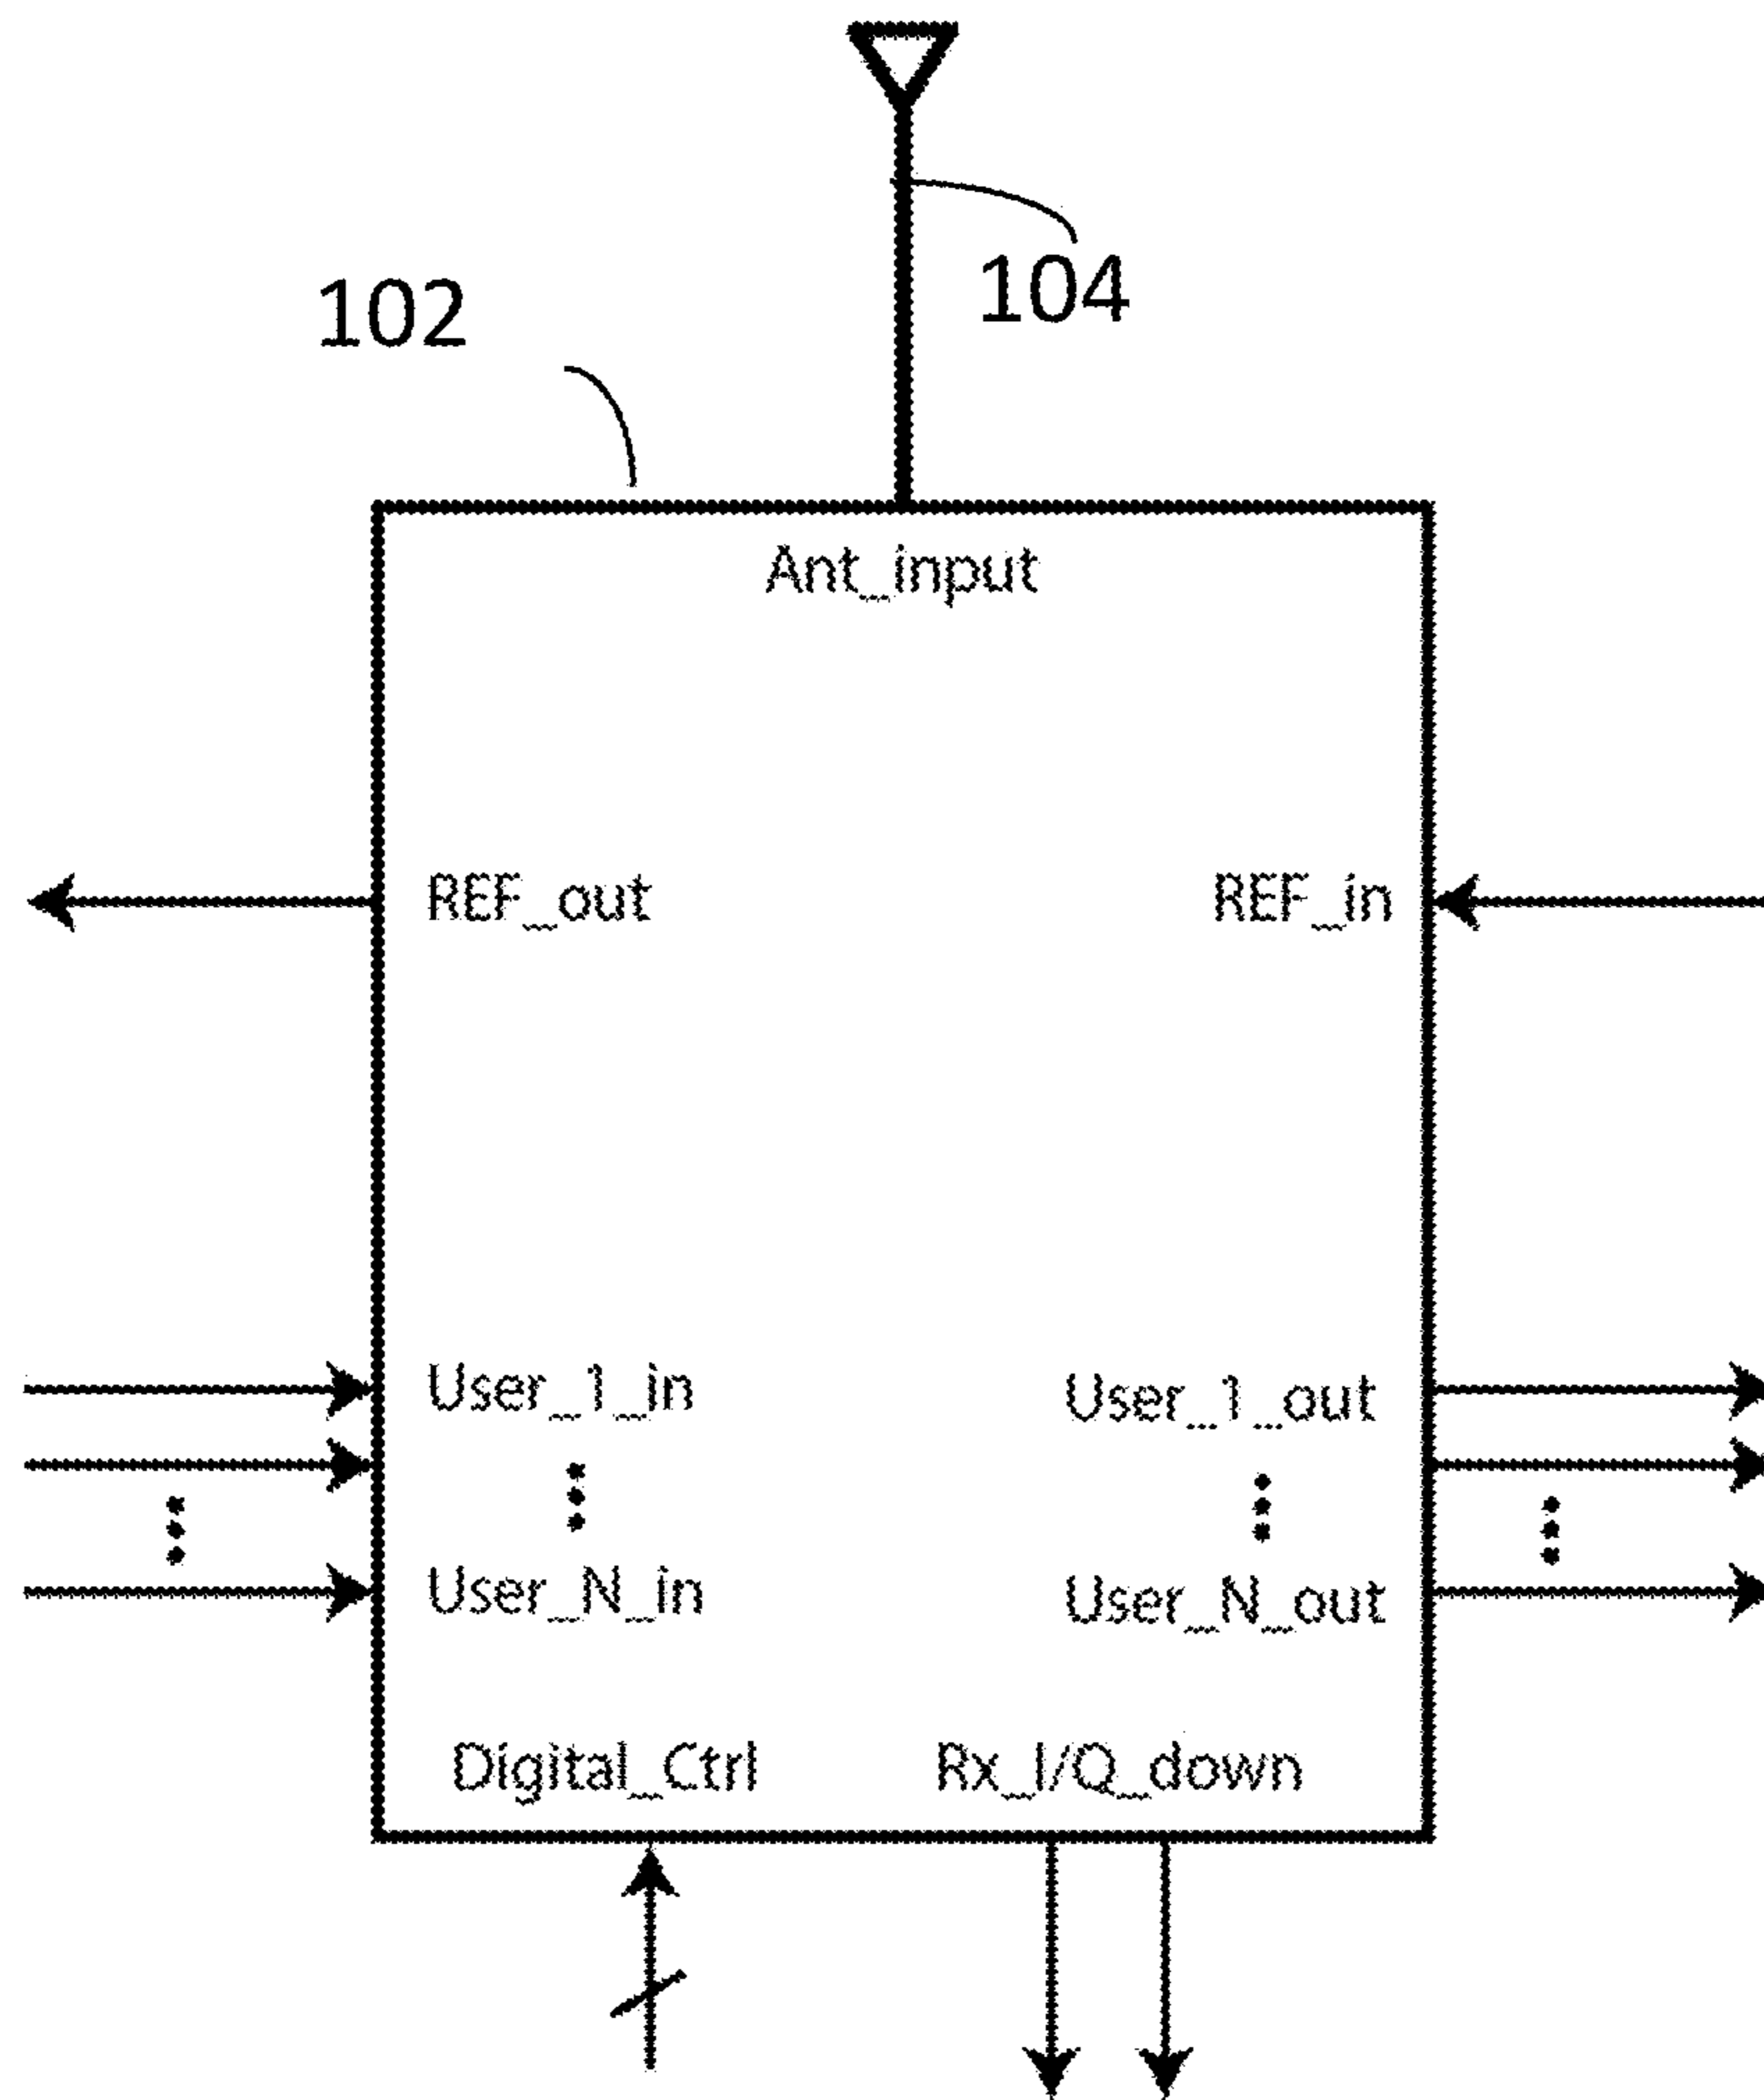 104
102
Ant_input
REF_out REF_in
User_1_in User_1_out
User_N_in User_N_out
Digital_Ctrl Rx_I/Q_down